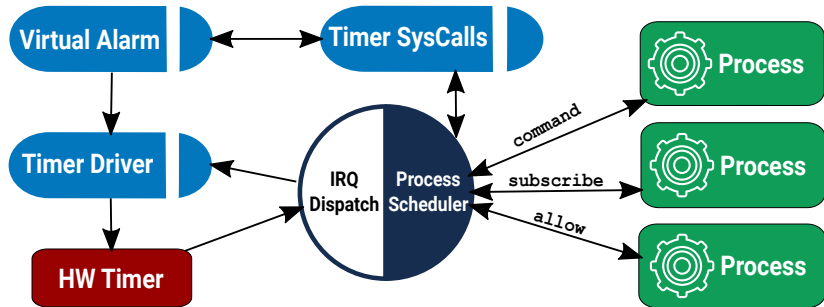 Virtual Alarm
Timer SysCalls
Process
command
Timer Driver
IRQ
Dispatch
Process
Scheduler
subscribe
Process
allow
HW Timer
Process